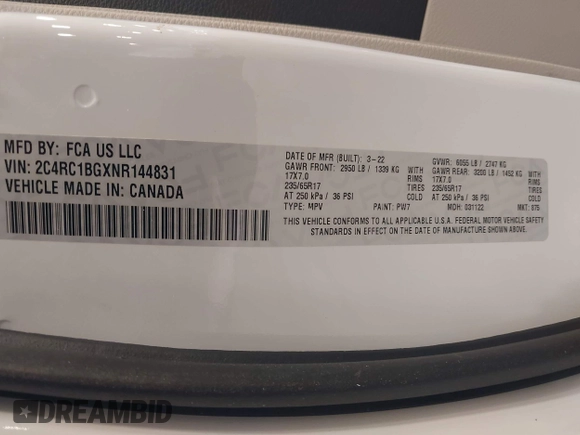 MFD BY: FCA US LLC
VIN: 2C4RC1BGXNR144831
VEHICLE MADE IN: CANADA
DATE OF MFR (BUILT): 3-22
GAWR FRONT: 2950 LB / 1339 KG
17X7.0 RIMS
235/65R17 TIRES
AT 250 kPa / 36 PSI COLD
TYPE: MPV PAINT: PW7
GVWR: 6055 LB / 2747 KG
GAWR REAR: 3200 LB / 1452 KG
17X7.0 RIMS
235/65R17 TIRES
AT 250 kPa / 36 PSI COLD
MDH: 031122 MKT: 075
THIS VEHICLE CONFORMS TO ALL APPLICABLE U.S.A. FEDERAL MOTOR VEHICLE SAFETY
STANDARDS IN EFFECT ON THE DATE OF MANUFACTURE SHOWN ABOVE.
DREAMBID